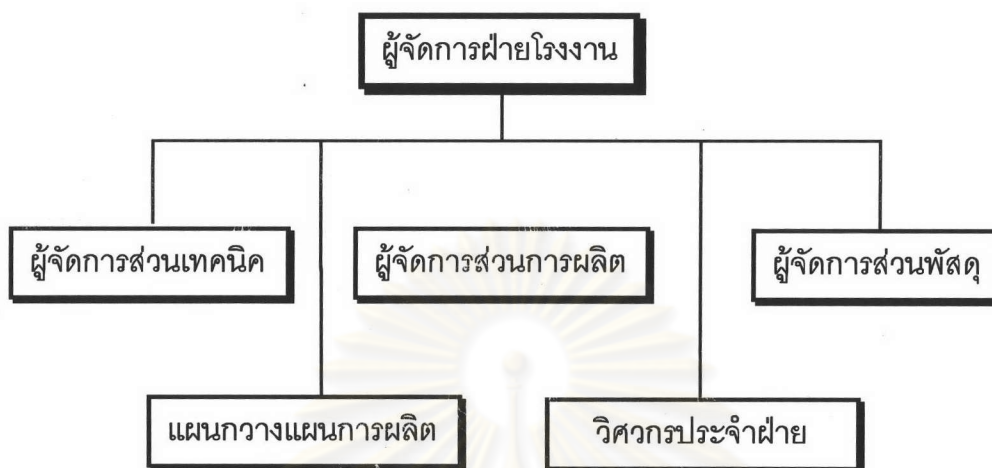 ผู้จัดการฝ่ายโรงงาน
ผู้จัดการส่วนเทคนิค
ผู้จัดการส่วนการผลิต
ผู้จัดการส่วนพัสดุ
แผนกวางแผนการผลิต
วิศวกรประจำฝ่าย